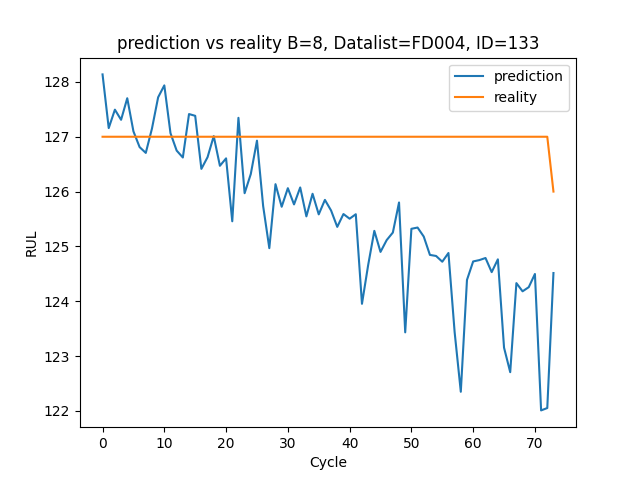 prediction vs reality B=8, Datalist=FD004, ID=133
prediction
reality
128
127
126
125
124
123
122
RUL
0 10 20 30 40 50 60 70
Cycle